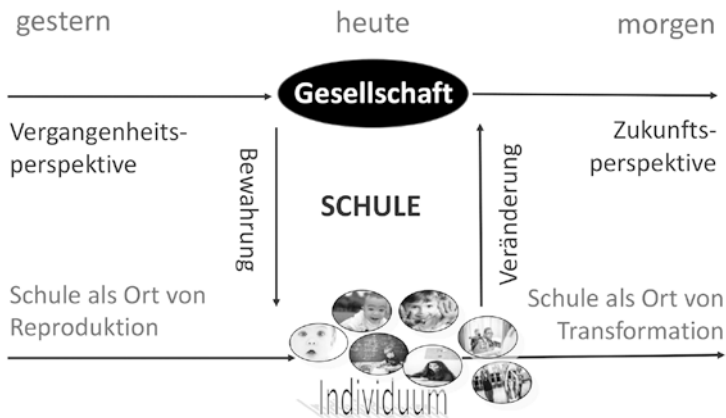 gestern heute morgen
Gesellschaft
Vergangenheits-
perspektive
Zukunfts-
perspektive
Bewahrung
SCHULE
Veränderung
Schule als Ort von
Reproduktion
Schule als Ort von
Transformation
Individuum